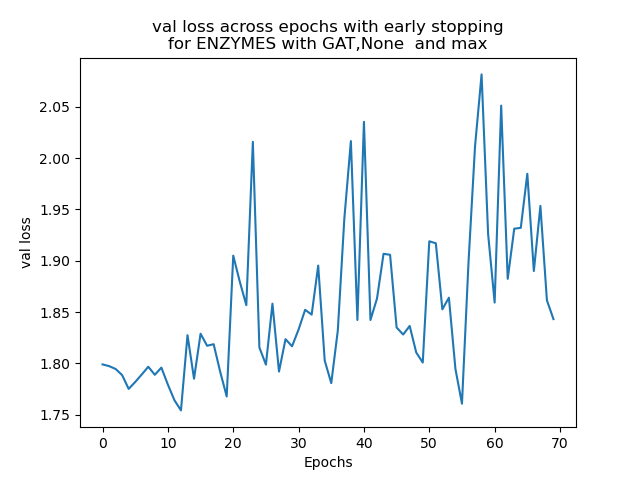 val loss across epochs with early stopping
for ENZYMES with GAT,None  and max
2.05
2.00
1.95
1.90
1.85
1.80
1.75
val loss
0 10 20 30 40 50 60 70
Epochs